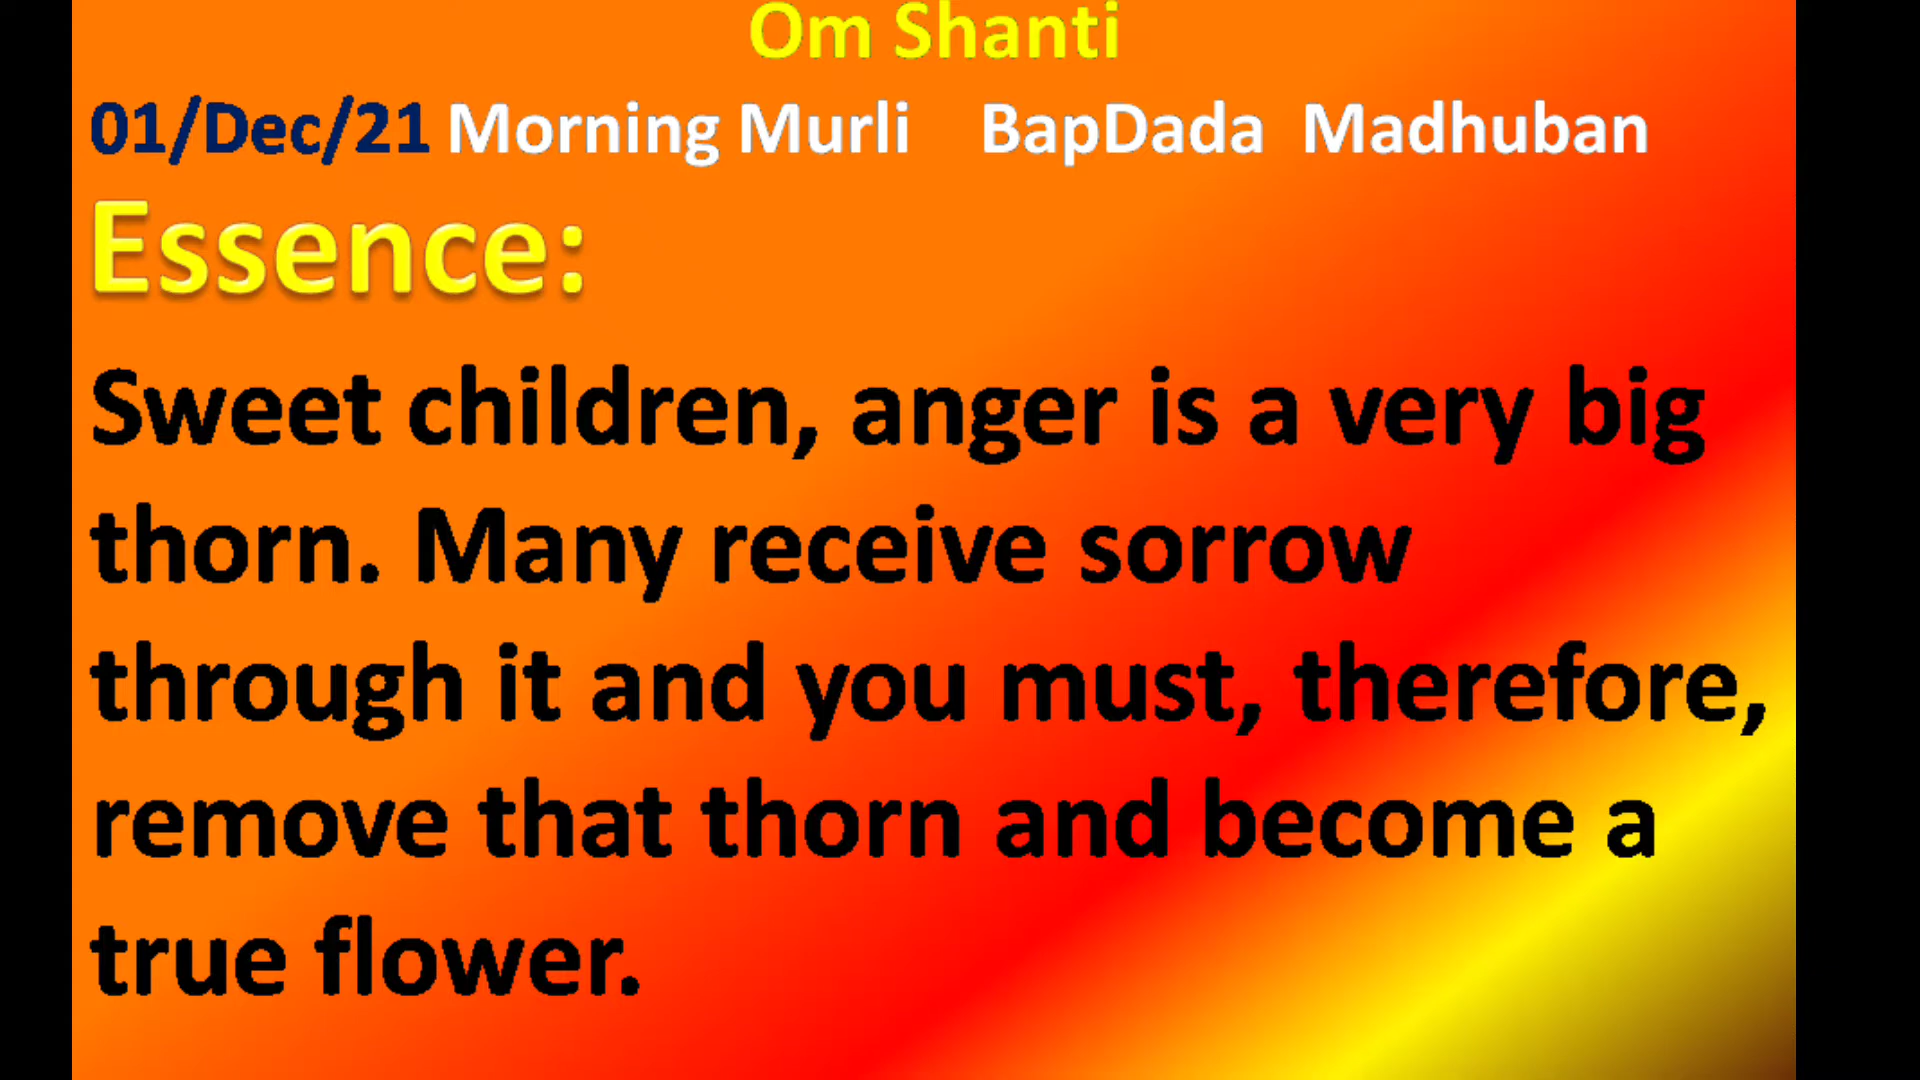 Om Shanti
01/Dec/21 Morning Murli BapDada Madhuban
Essence:
Sweet children, anger is a very big
thorn. Many receive sorrow
through it and you must, therefore,
remove that thorn and become a
true flower.